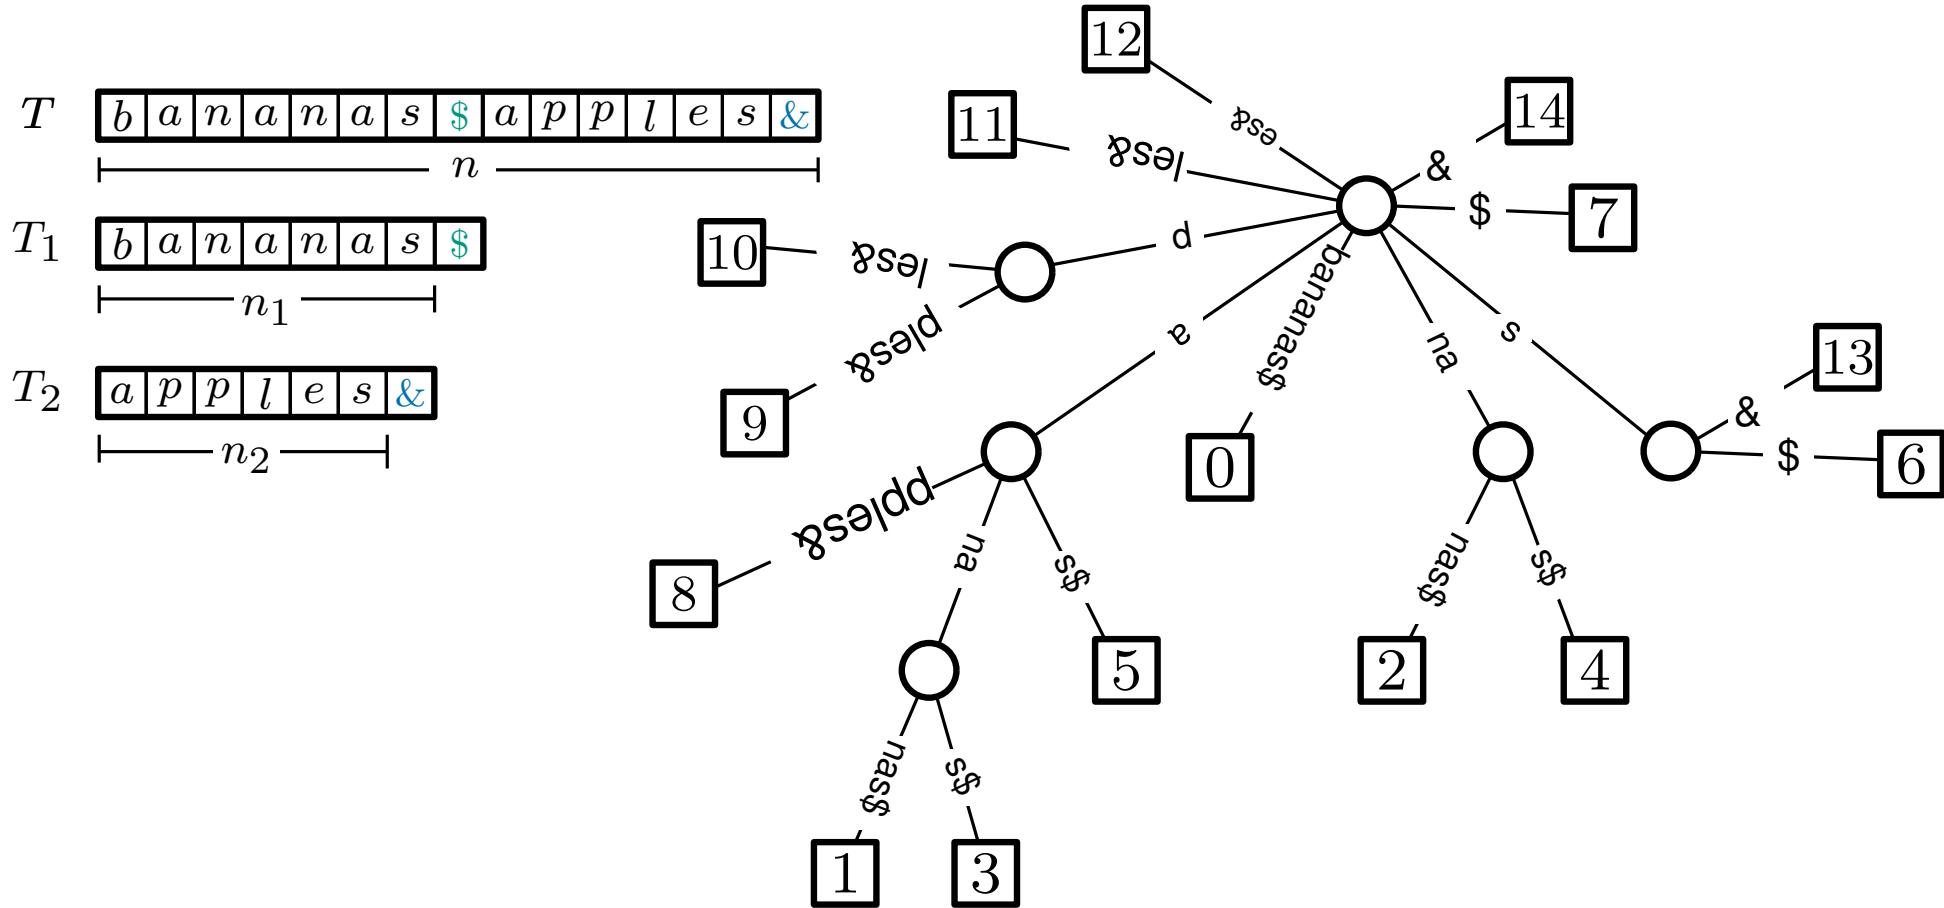 T b a n a n a s $ a p p l e s &
n
T1 b a n a n a s $
n1
T2 a p p l e s &
n2
12
es&
11
les&
14
&
7
$
10
les&
p
ples&
9
a
bananas$
0
na
s
13
&
6
$
pples&
8
na
s$
5
nas$
2
s$
4
nas$
1
s$
3